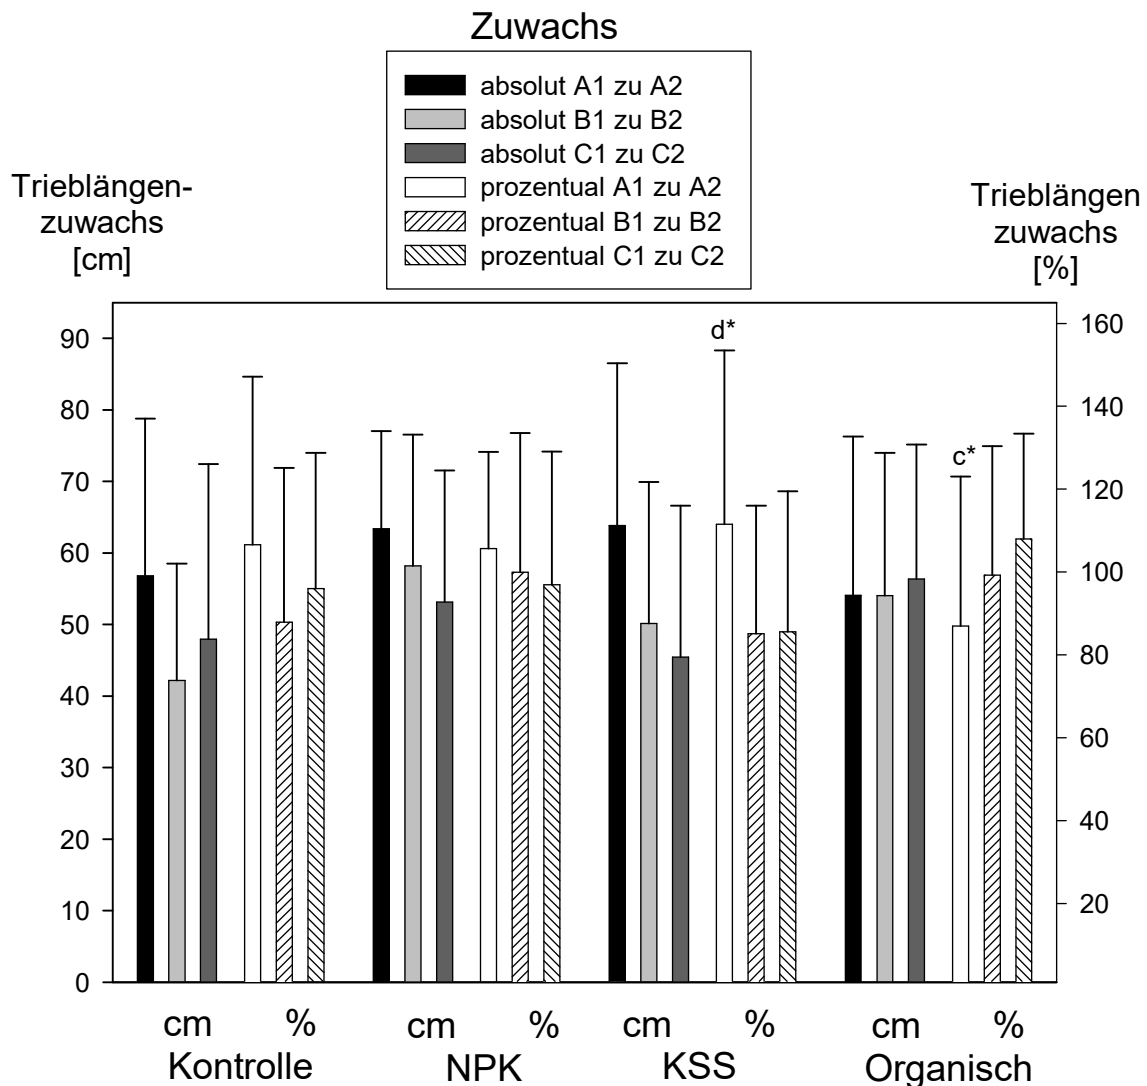 Zuwachs
absolut A1 zu A2
absolut B1 zu B2
absolut C1 zu C2
prozentual A1 zu A2
prozentual B1 zu B2
prozentual C1 zu C2
Trieblängen-
zuwachs
[cm]
Trieblängen
zuwachs
[%]
90
80
70
60
50
40
30
20
10
0
d*
c*
160
140
120
100
80
60
40
20
cm % cm % cm % cm %
Kontrolle NPK KSS Organisch